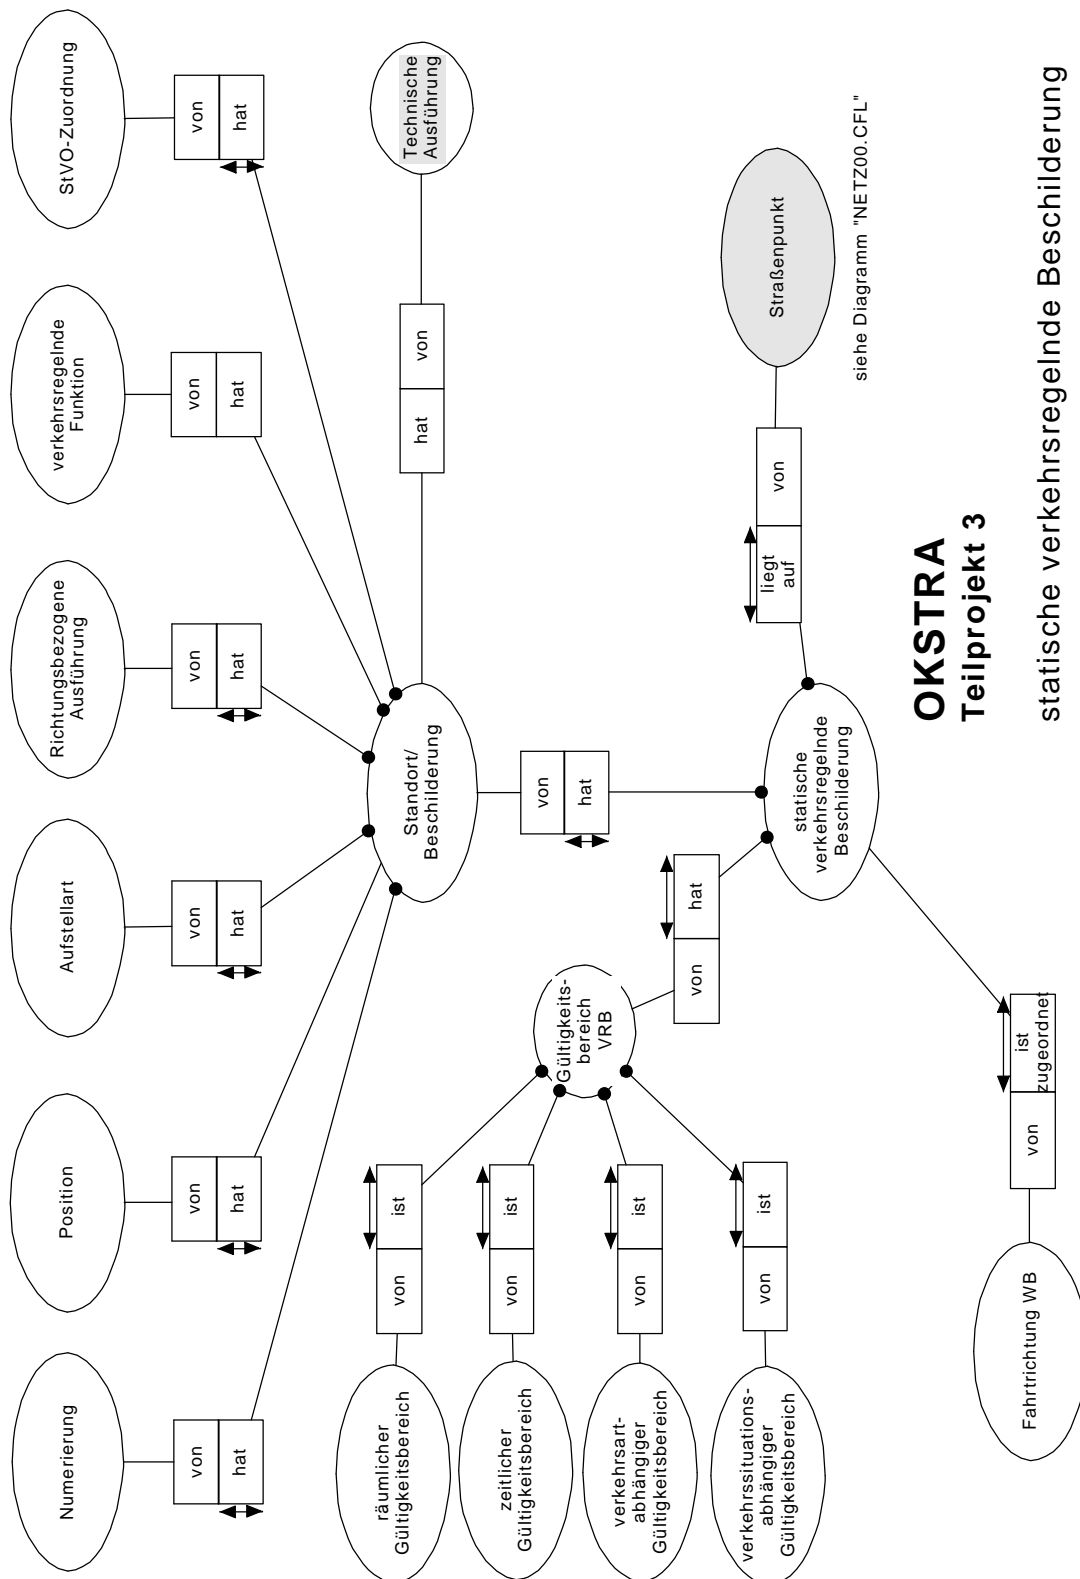 StVO-Zuordnung
von
hat
verkehrsregelnde
Funktion
von
hat
Richtungsbezogene
Ausführung
von
hat
Aufstellart
von
hat
Position
von
hat
Numerierung
von
hat
Technische
Ausführung
von
hat
Standort/
Beschilderung
von
hat
Straßenpunkt
siehe Diagramm "NETZ00.CFL"
von
liegt
auf
statische
verkehrsregelnde
Beschilderung
hat
von
Gültigkeits-
bereich
VRB
ist
von
räumlicher
Gültigkeitsbereich
ist
von
zeitlicher
Gültigkeitsbereich
ist
von
verkehrsart-
abhängiger
Gültigkeitsbereich
ist
von
verkehrssituations-
abhängiger
Gültigkeitsbereich
ist
zugeordnet
von
Fahrtrichtung WB
OKSTRA
Teilprojekt 3
statische verkehrsregelnde Beschilderung